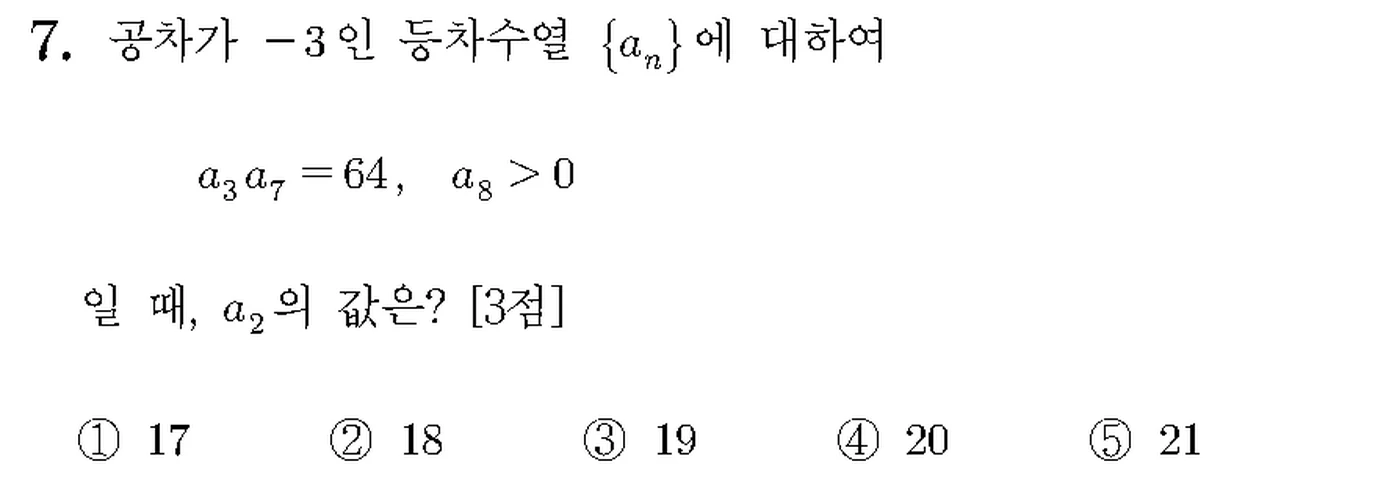 7. 공차가 −3인 등차수열 {aₙ}에 대하여
a₃a₇ = 64, a₈ > 0
일 때, a₂의 값은? [3점]
① 17 ② 18 ③ 19 ④ 20 ⑤ 21